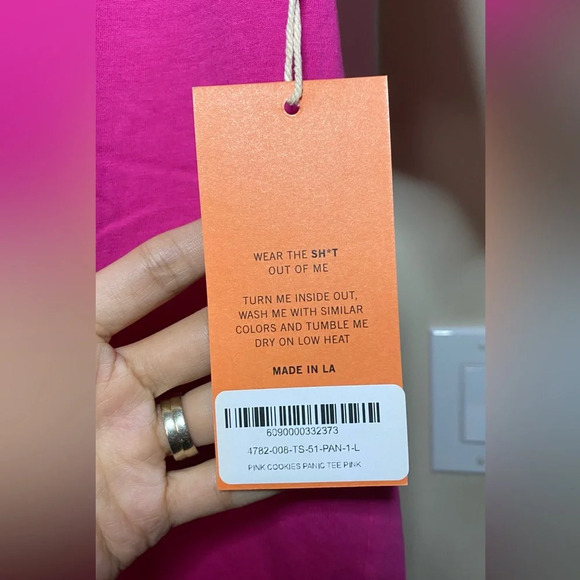 WEAR THE SH*T
OUT OF ME
TURN ME INSIDE OUT,
WASH ME WITH SIMILAR
COLORS AND TUMBLE ME
DRY ON LOW HEAT
MADE IN LA
6090000332373
4782-008-TS-51-PAN-1-L
PINK COOKIES PANIC TEE PINK